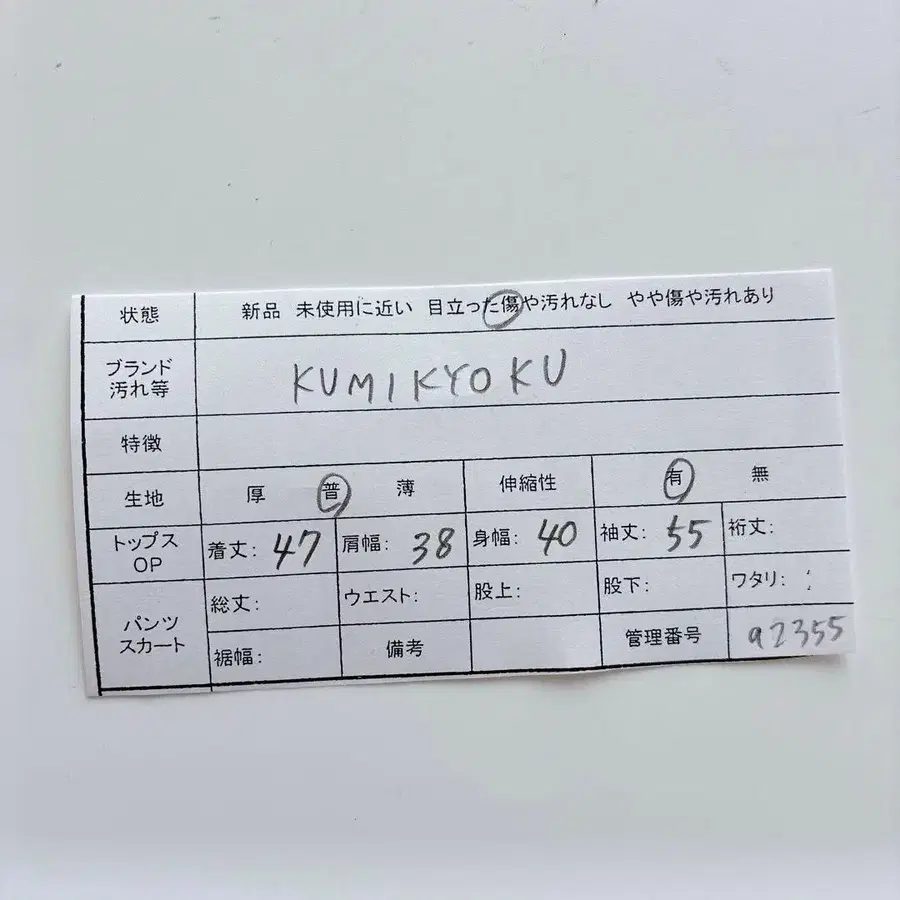 状態 新品 未使用に近い 目立った傷や汚れなし やや傷や汚れあり
ブランド
汚れ等 KUMIKYOKU
特徴
生地 厚 普 薄 伸縮性 有 無
トップス
OP 着丈: 47 肩幅: 38 身幅: 40 袖丈: 55 裄丈:
パンツ
スカート
総丈: ウエスト: 股上: 股下: ワタリ:
裾幅: 備考 管理番号 a2355